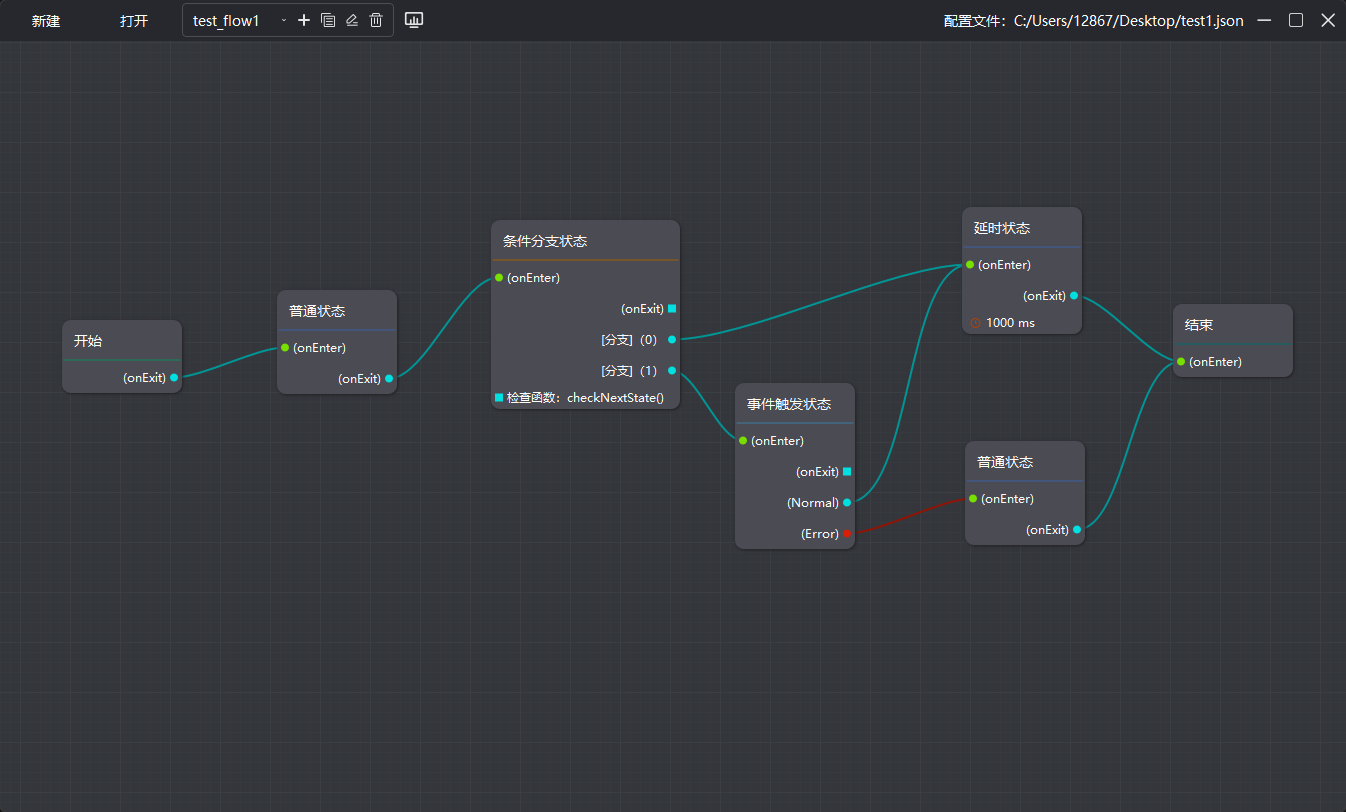 新建
打开
test_flow1
配置文件：C:/Users/12867/Desktop/test1.json
开始
(onExit)
普通状态
(onEnter)
(onExit)
条件分支状态
(onEnter)
(onExit)
[分支]（0）
[分支]（1）
检查函数：checkNextState()
事件触发状态
(onEnter)
(onExit)
(Normal)
(Error)
延时状态
(onEnter)
(onExit)
1000 ms
普通状态
(onEnter)
(onExit)
结束
(onEnter)